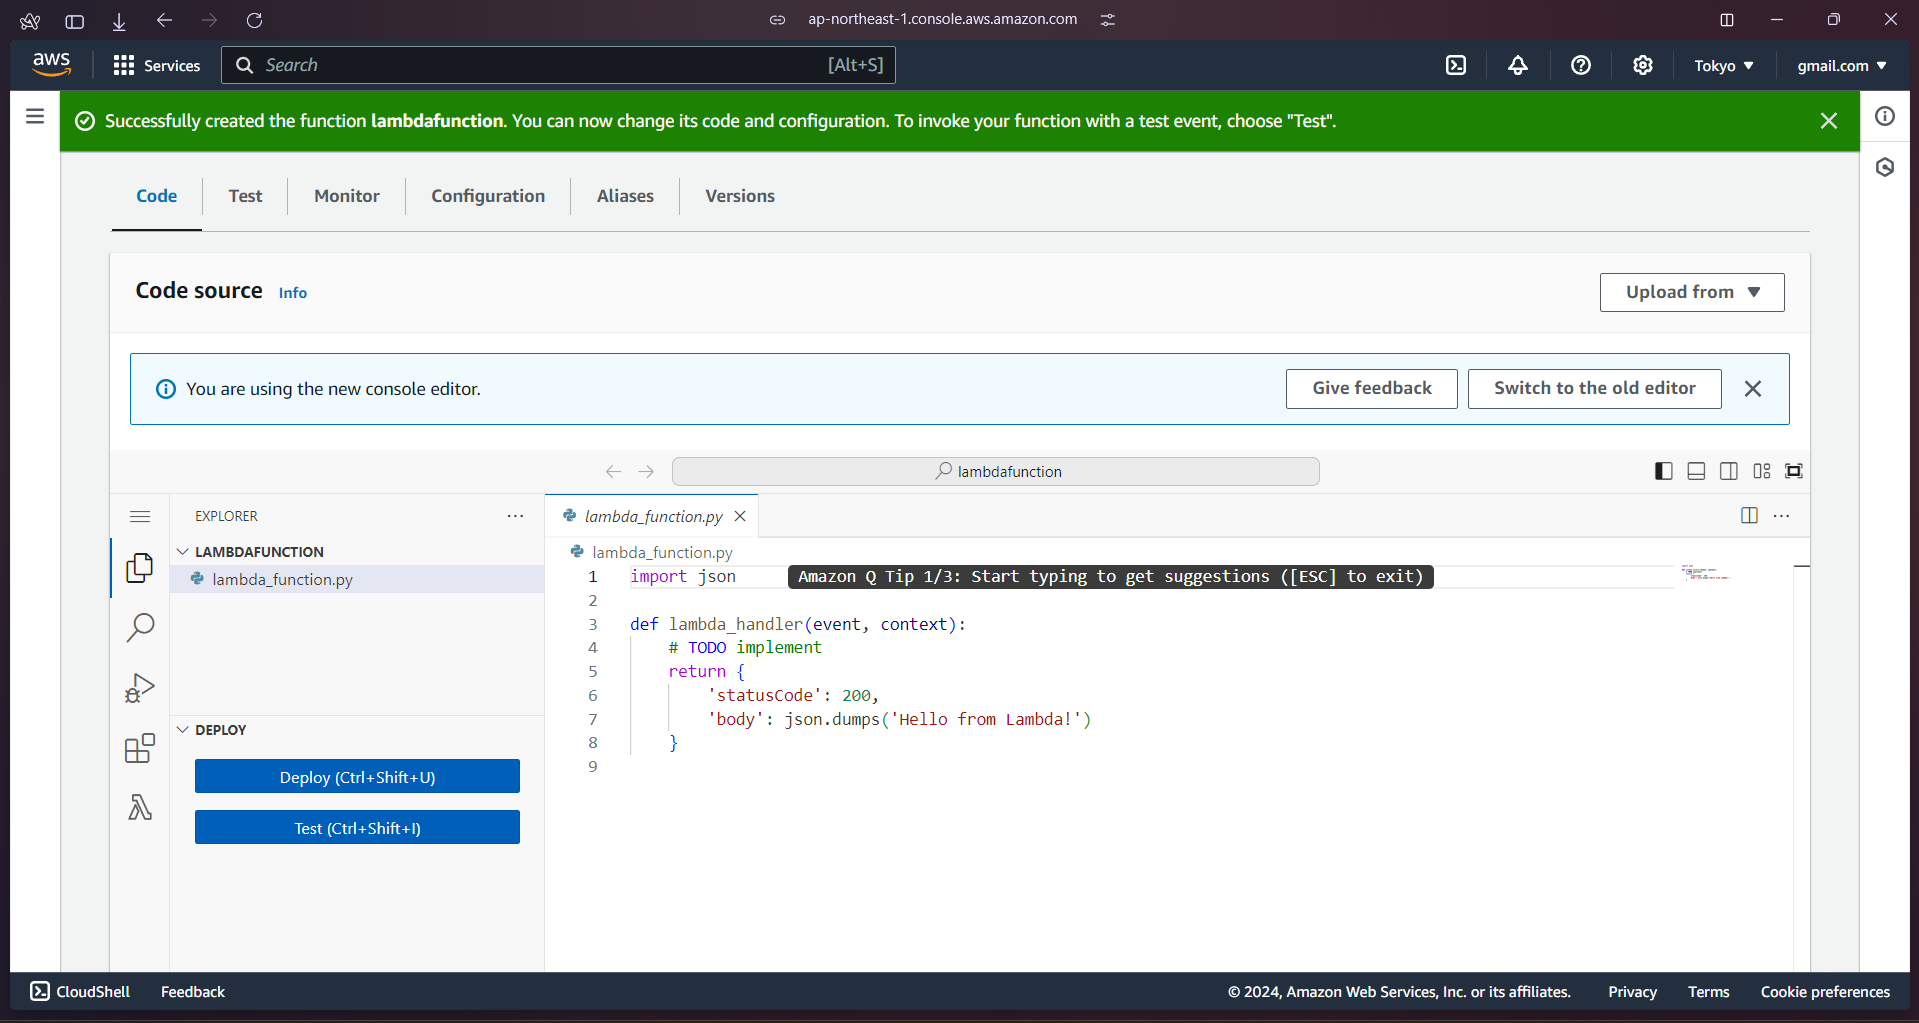 ap-northeast-1.console.aws.amazon.com
aws Services Search [Alt+S] Tokyo gmail.com
Successfully created the function lambdafunction. You can now change its code and configuration. To invoke your function with a test event, choose "Test".
Code Test Monitor Configuration Aliases Versions
Code source Info Upload from
You are using the new console editor. Give feedback Switch to the old editor
lambdafunction
EXPLORER
LAMBDAFUNCTION
lambda_function.py
DEPLOY
Deploy (Ctrl+Shift+U)
Test (Ctrl+Shift+I)
lambda_function.py
lambda_function.py
1 import json Amazon Q Tip 1/3: Start typing to get suggestions ([ESC] to exit)
2
3 def lambda_handler(event, context):
4 # TODO implement
5 return {
6 'statusCode': 200,
7 'body': json.dumps('Hello from Lambda!')
8 }
9
CloudShell Feedback © 2024, Amazon Web Services, Inc. or its affiliates. Privacy Terms Cookie preferences